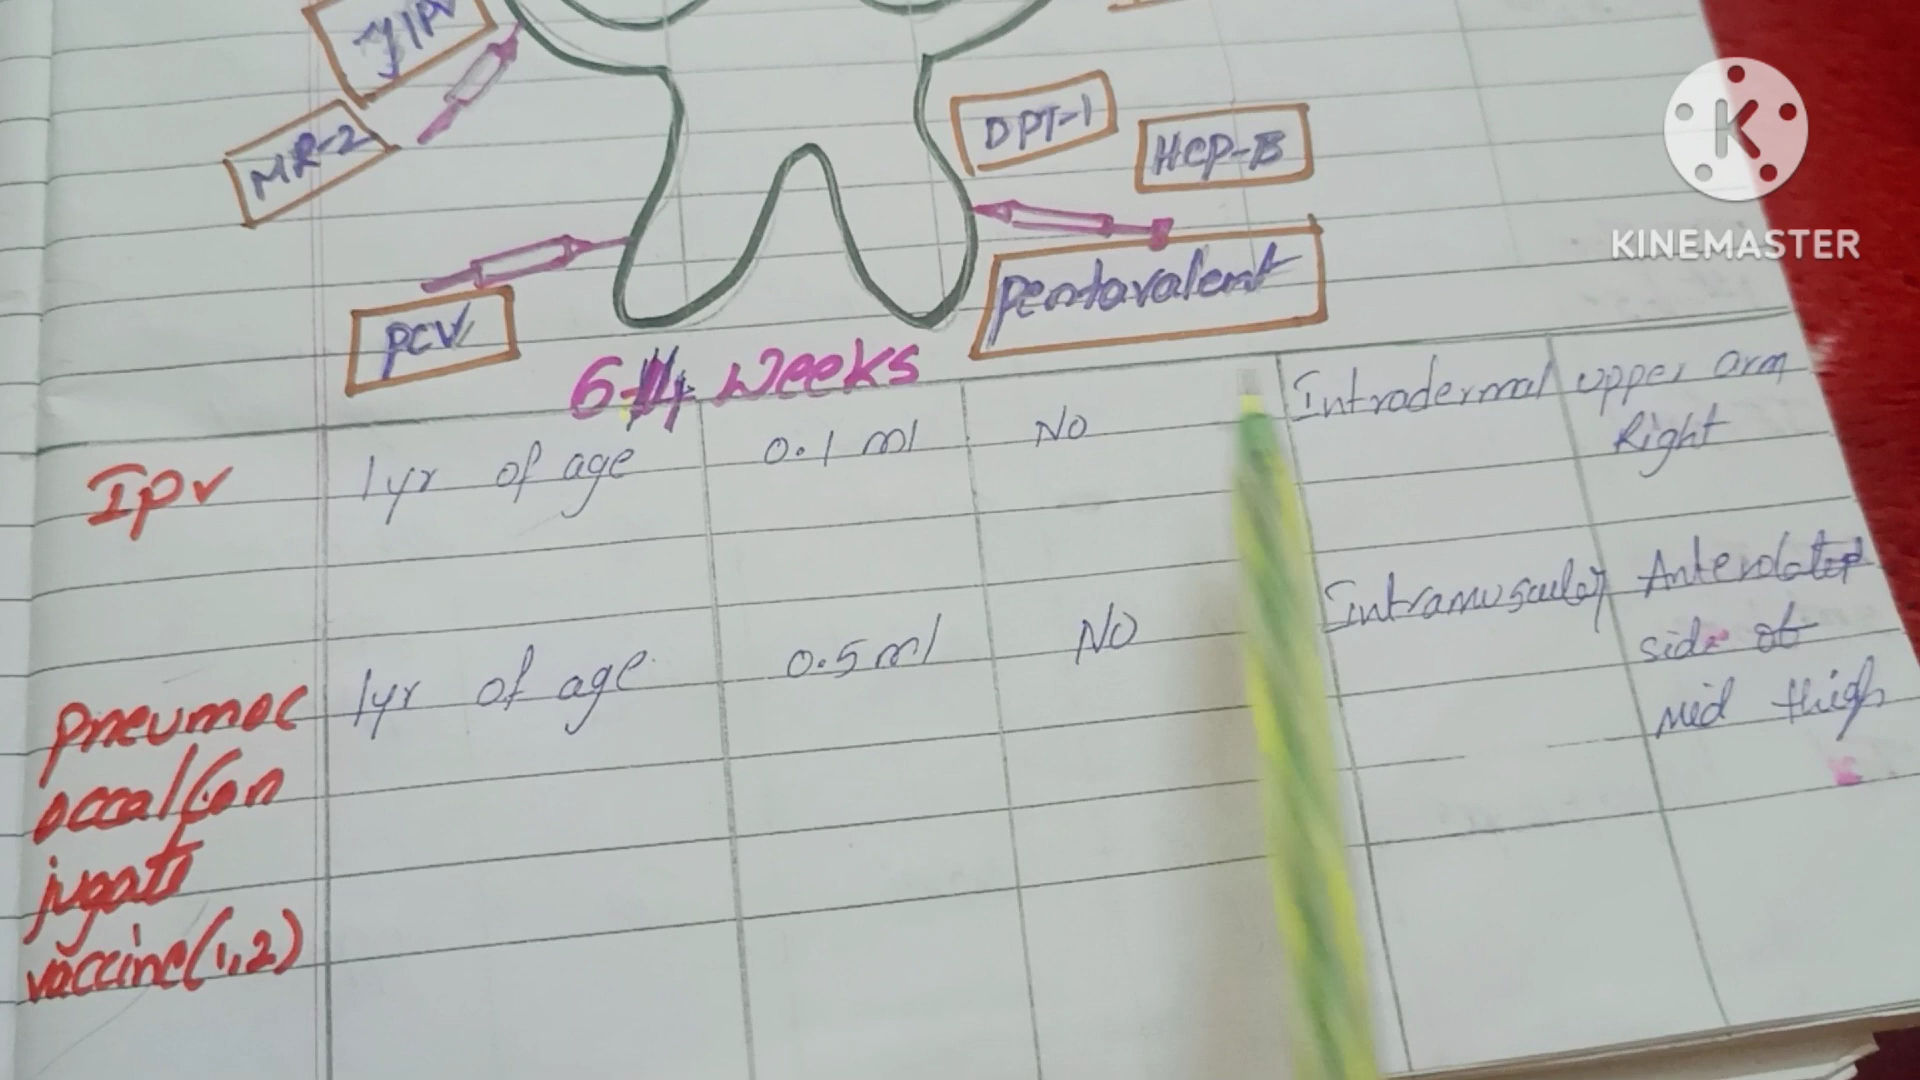 fIPV
MR-2
DPT-1
Hep-B
KINEMASTER
PCV
Pentavalent
6-14 Weeks
Ipv 1yr of age 0.1 ml No Intradermal upper arm
Right
Pneumoc 1yr of age 0.5 ml NO Intramuscular Anterolater
side of
mid thigh
occal Con
jugate
vaccine (1,2)